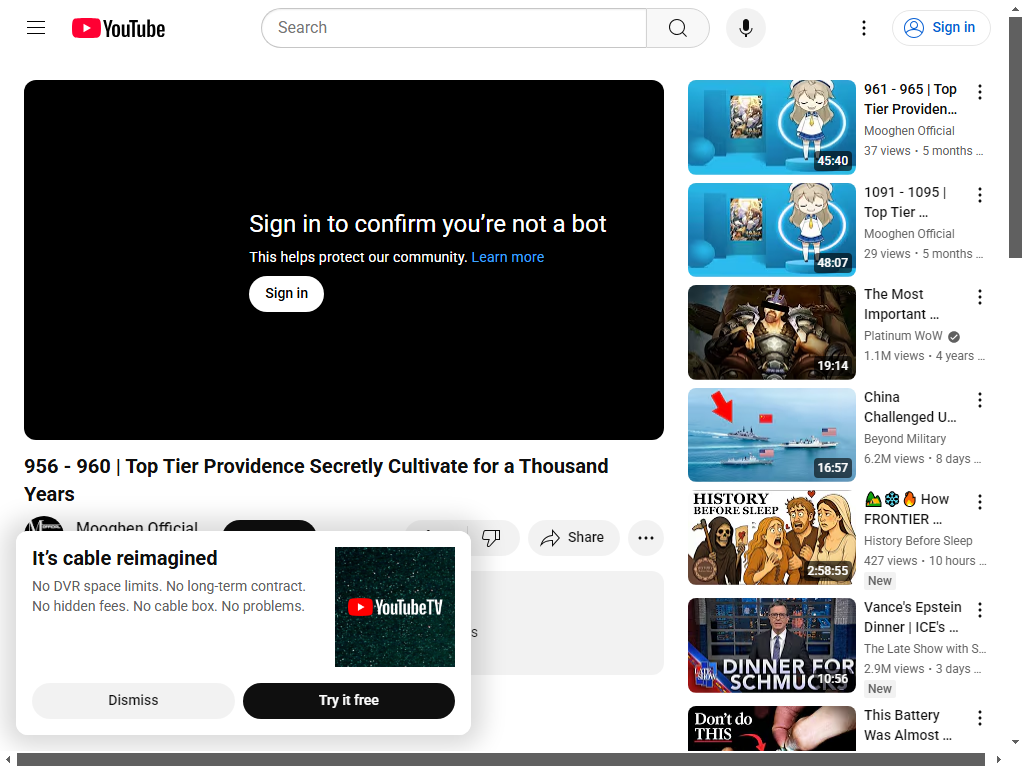 YouTube
Search
Sign in
Sign in to confirm you’re not a bot
This helps protect our community. Learn more
Sign in
956 - 960 | Top Tier Providence Secretly Cultivate for a Thousand
Years
Mooghen Official
Share
It’s cable reimagined
No DVR space limits. No long-term contract.
No hidden fees. No cable box. No problems.
YouTubeTV
Dismiss
Try it free
45:40
961 - 965 | Top
Tier Providen…
Mooghen Official
37 views • 5 months …
48:07
1091 - 1095 |
Top Tier …
Mooghen Official
29 views • 5 months …
19:14
The Most
Important …
Platinum WoW
1.1M views • 4 years …
16:57
China
Challenged U…
Beyond Military
6.2M views • 8 days …
HISTORY
BEFORE SLEEP
2:58:55
🏕️❄️🔥 How
FRONTIER …
History Before Sleep
427 views • 10 hours …
New
LATE SHOW
DINNER FOR
SCHMUCKS
10:56
Vance's Epstein
Dinner | ICE's …
The Late Show with S…
2.9M views • 3 days …
New
Don't do
THIS
This Battery
Was Almost …